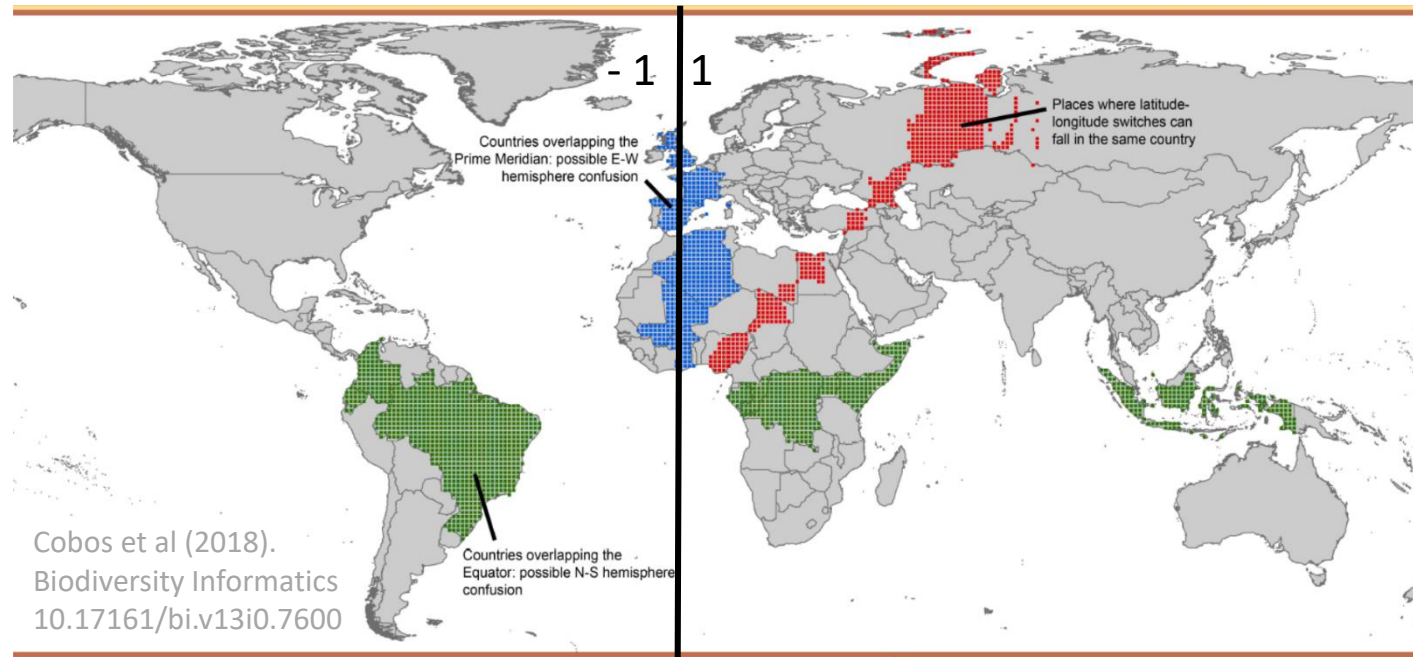 - 1 1
Countries overlapping the
Prime Meridian: possible E-W
hemisphere confusion
Places where latitude-
longitude switches can
fall in the same country
Cobos et al (2018).
Biodiversity Informatics
10.17161/bi.v13i0.7600
Countries overlapping the
Equator: possible N-S hemisphere
confusion